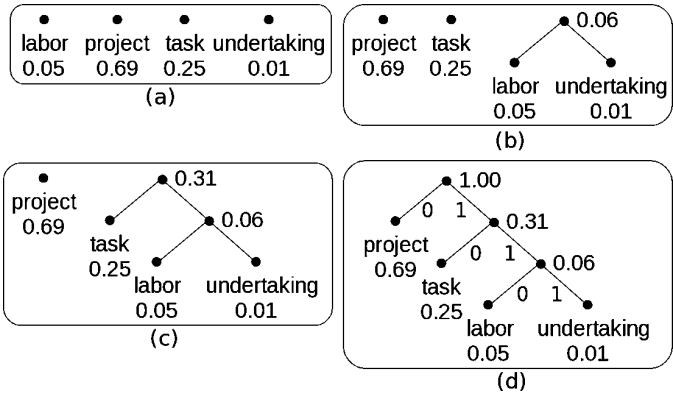 labor project task undertaking
0.05 0.69 0.25 0.01
(a)
0.06
project task
0.69 0.25
labor undertaking
0.05 0.01
(b)
0.31
project
0.69
0.06
task
0.25
labor undertaking
0.05 0.01
(c)
1.00
0 1
0.31
project
0.69
0 1
0.06
task
0.25
0 1
labor undertaking
0.05 0.01
(d)